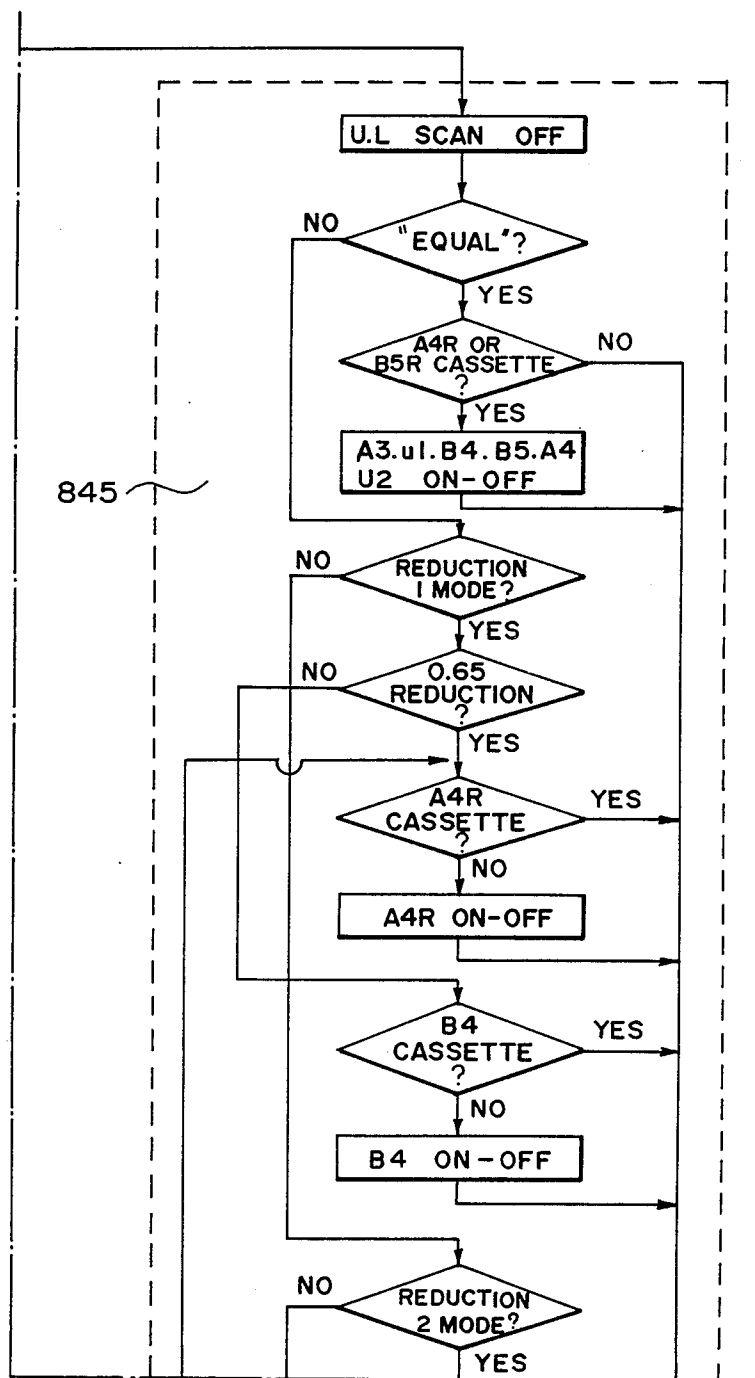 U.L SCAN OFF
NO
"EQUAL"?
YES
A4R OR
B5R CASSETTE
?
NO
YES
A3.u1.B4.B5.A4
U2 ON-OFF
845
NO
REDUCTION
1 MODE?
YES
NO
0.65
REDUCTION
?
YES
A4R
CASSETTE
?
YES
NO
A4R ON-OFF
B4
CASSETTE
?
YES
NO
B4 ON-OFF
NO
REDUCTION
2 MODE?
YES